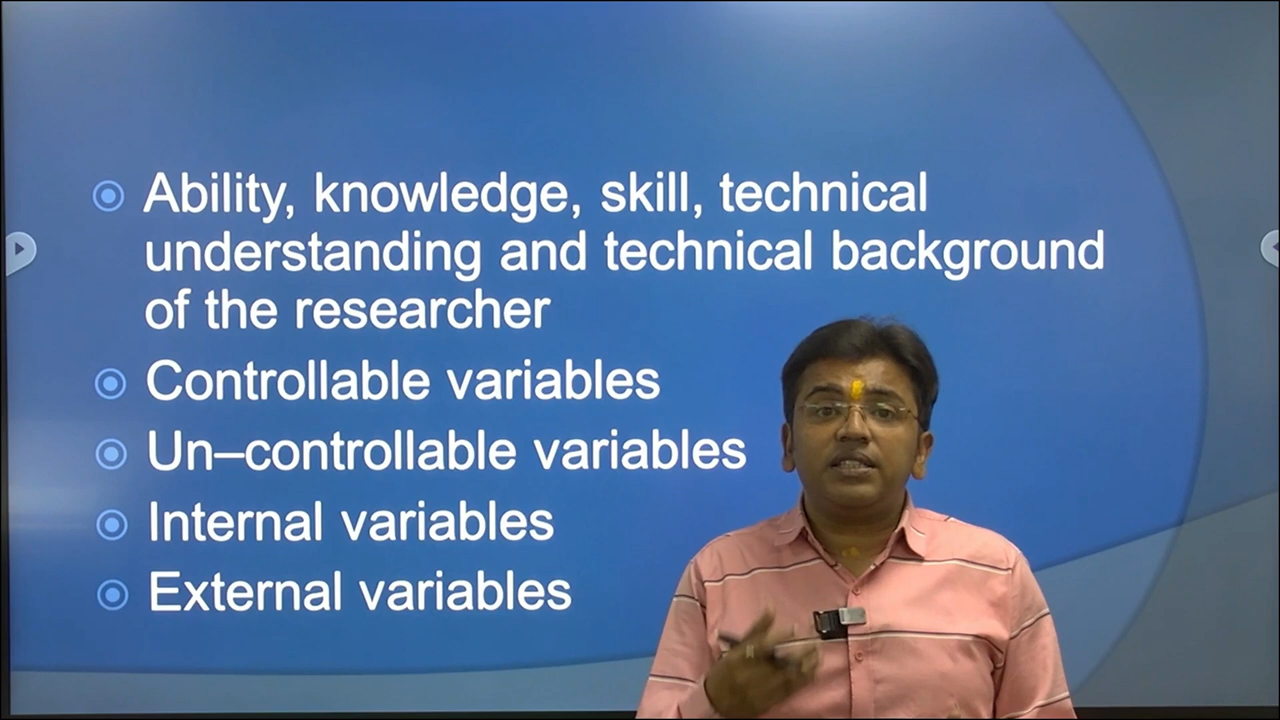 Ability, knowledge, skill, technical
understanding and technical background
of the researcher
Controllable variables
Un–controllable variables
Internal variables
External variables